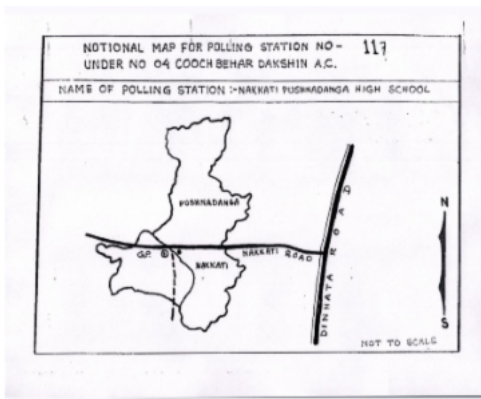 NOTIONAL MAP FOR POLLING STATION NO- 117
UNDER NO 04 COOCH BEHAR DAKSHIN A.C.
NAME OF POLLING STATION :- NAKKATI PUSHNADANGA HIGH SCHOOL
PUSHNADANGA
G.P.
NAKKATI
NAKKATI ROAD
DINHATA ROAD
N
S
NOT TO SCALE